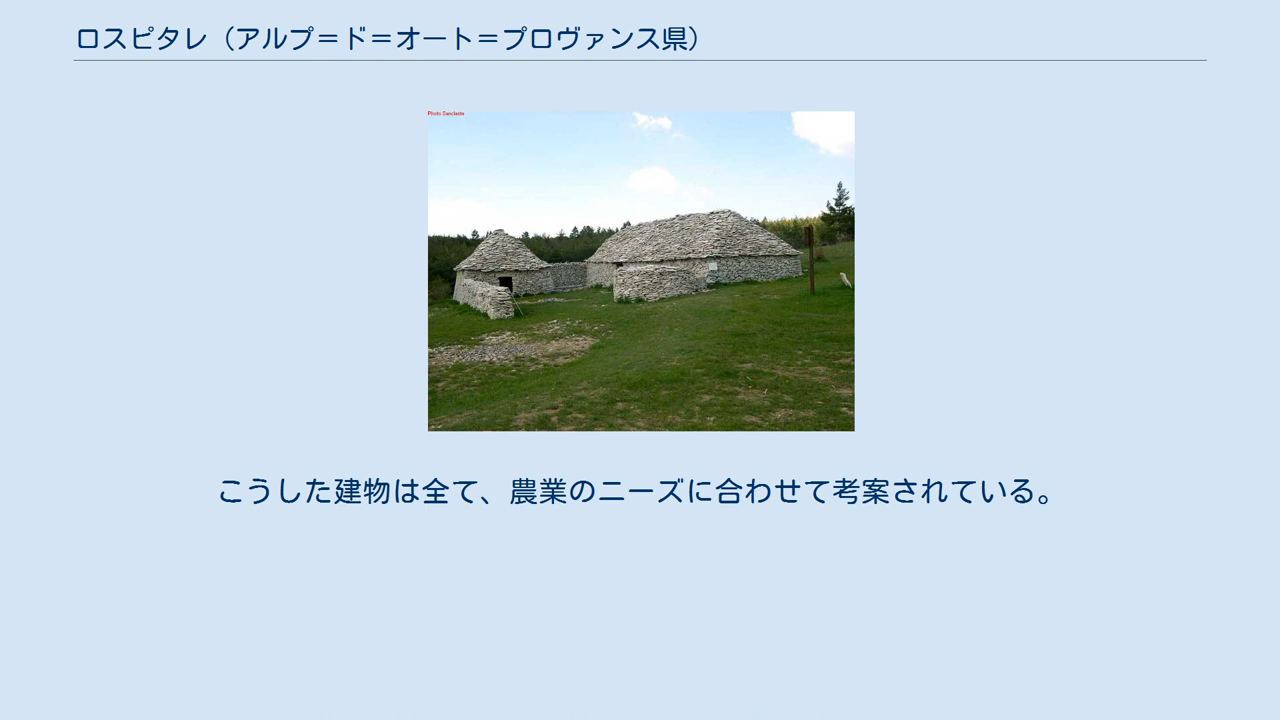 ロスピタレ（アルプ＝ド＝オート＝プロヴァンス県）
Photo Sanclaste
こうした建物は全て、農業のニーズに合わせて考案されている。